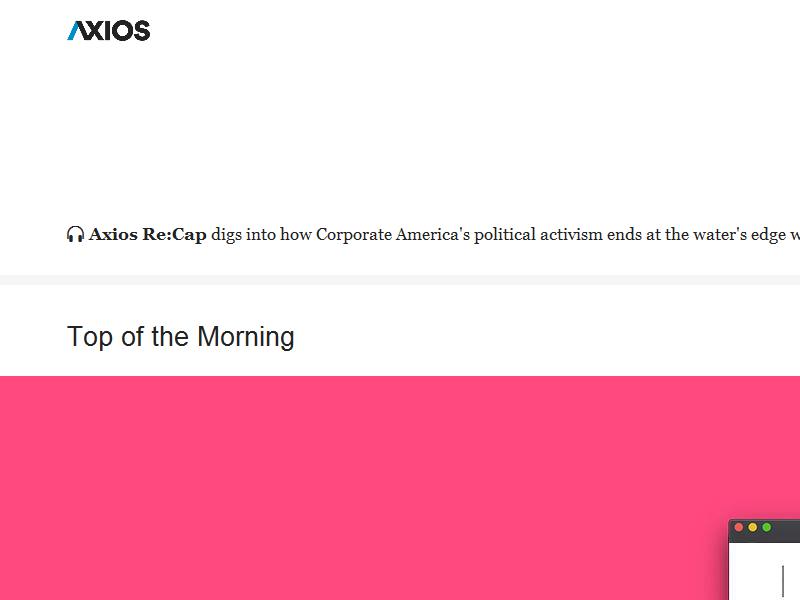 AXIOS
Axios Re:Cap digs into how Corporate America's political activism ends at the water's edge
Top of the Morning